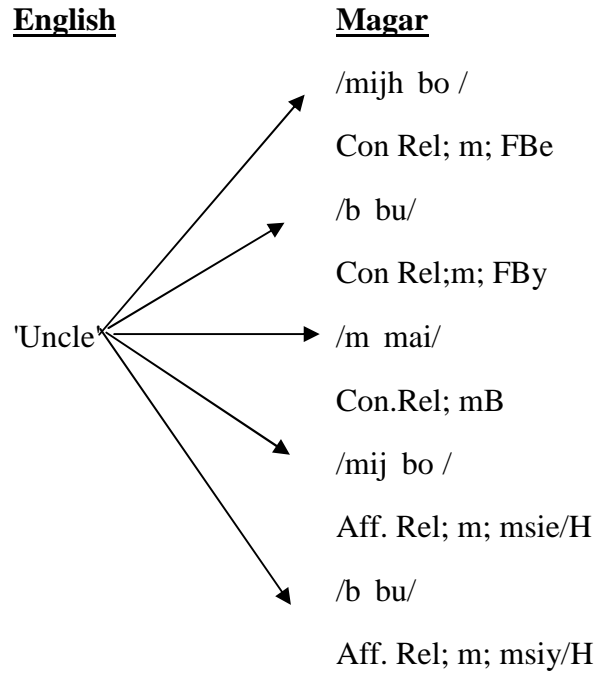 English Magar
/mijh bo /
Con Rel; m; FBe
/b bu/
Con Rel;m; FBy
'Uncle' /m mai/
Con.Rel; mB
/mij bo /
Aff. Rel; m; msie/H
/b bu/
Aff. Rel; m; msiy/H